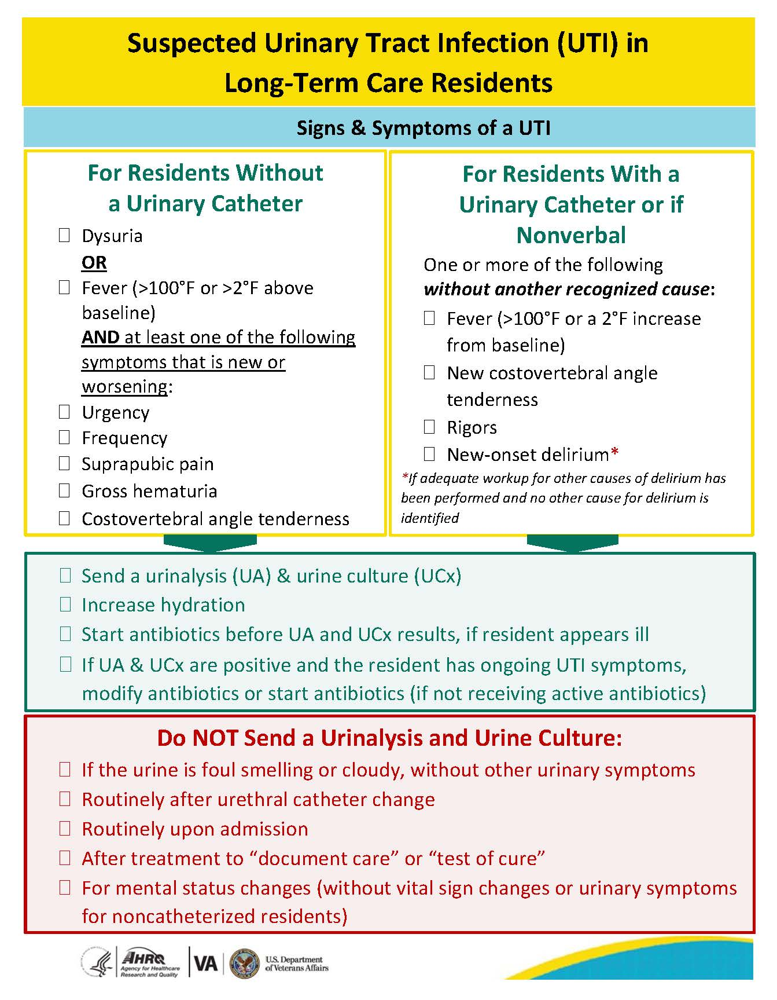 Suspected Urinary Tract Infection (UTI) in
Long-Term Care Residents
Signs & Symptoms of a UTI
For Residents Without
a Urinary Catheter
Dysuria
OR
Fever (>100°F or >2°F above
baseline)
AND at least one of the following
symptoms that is new or
worsening:
Urgency
Frequency
Suprapubic pain
Gross hematuria
Costovertebral angle tenderness
For Residents With a
Urinary Catheter or if
Nonverbal
One or more of the following
without another recognized cause:
Fever (>100°F or a 2°F increase
from baseline)
New costovertebral angle
tenderness
Rigors
New-onset delirium*
*If adequate workup for other causes of delirium has
been performed and no other cause for delirium is
identified
Send a urinalysis (UA) & urine culture (UCx)
Increase hydration
Start antibiotics before UA and UCx results, if resident appears ill
If UA & UCx are positive and the resident has ongoing UTI symptoms,
modify antibiotics or start antibiotics (if not receiving active antibiotics)
Do NOT Send a Urinalysis and Urine Culture:
If the urine is foul smelling or cloudy, without other urinary symptoms
Routinely after urethral catheter change
Routinely upon admission
After treatment to “document care” or “test of cure”
For mental status changes (without vital sign changes or urinary symptoms
for noncatheterized residents)
AHRQ
Agency for Healthcare
Research and Quality
VA
U.S. Department
of Veterans Affairs